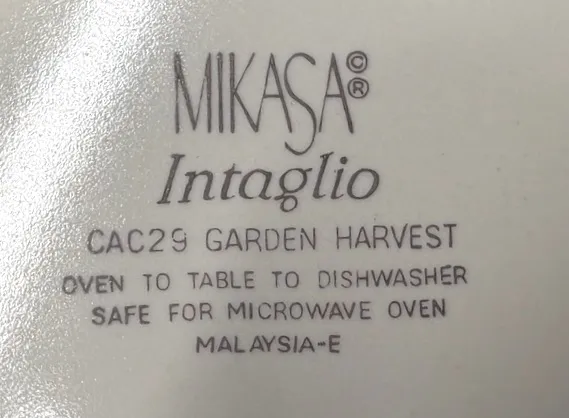 MIKASA©®
Intaglio
CAC29 GARDEN HARVEST
OVEN TO TABLE TO DISHWASHER
SAFE FOR MICROWAVE OVEN
MALAYSIA-E